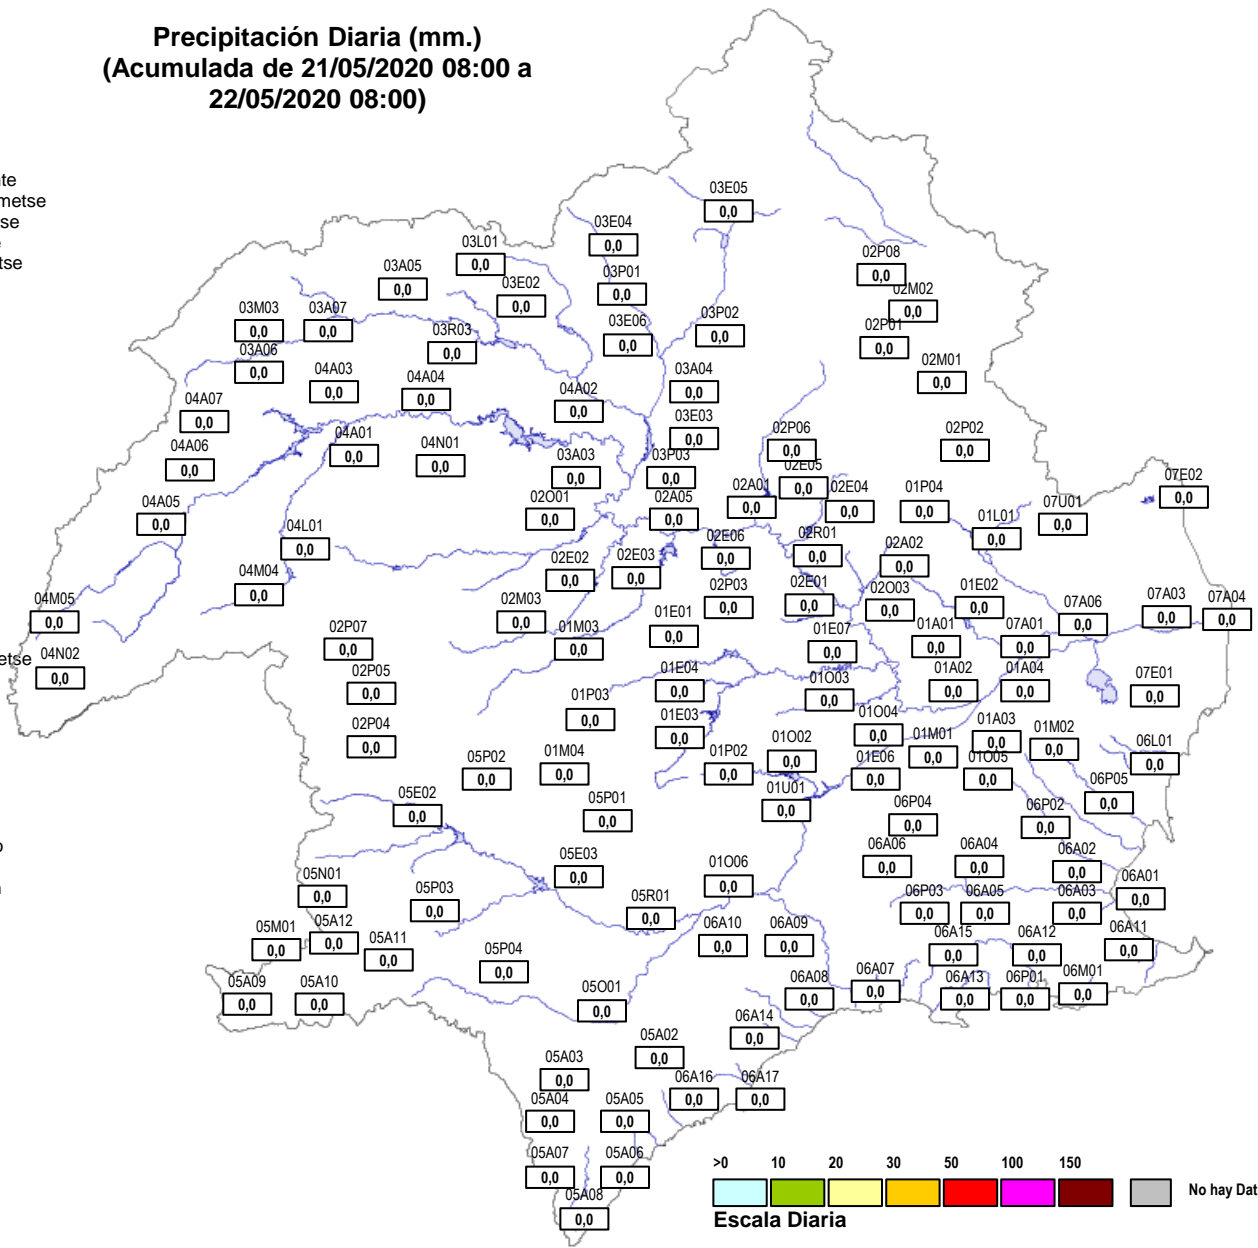 Precipitación Diaria (mm.)
(Acumulada de 21/05/2020 08:00 a
22/05/2020 08:00)
03E05
0,0
03E04
0,0
03L01
0,0
02P08
0,0
03A05
0,0
03P01
0,0
03E02
0,0
02M02
0,0
03M03
0,0
03A07
0,0
03P02
0,0
03E06
0,0
03R03
0,0
02P01
0,0
03A06
0,0
02M01
0,0
04A03
0,0
04A04
0,0
03A04
0,0
04A02
0,0
04A07
0,0
03E03
0,0
04A01
0,0
02P06
0,0
02P02
0,0
04A06
0,0
04N01
0,0
03A03
0,0
03P03
0,0
02E05
0,0
07E02
0,0
04A05
0,0
02O01
0,0
02A05
0,0
02A01
0,0
02E04
0,0
01P04
0,0
07U01
0,0
01L01
0,0
04L01
0,0
02E06
0,0
02R01
0,0
02A02
0,0
02E02
0,0
02E03
0,0
04M04
0,0
02P03
0,0
02E01
0,0
02O03
0,0
01E02
0,0
04M05
0,0
02M03
0,0
01E01
0,0
07A06
0,0
07A03
0,0
07A04
0,0
02P07
0,0
01M03
0,0
01E07
0,0
01A01
0,0
07A01
0,0
04N02
0,0
02P05
0,0
01E04
0,0
01O03
0,0
01A02
0,0
01A04
0,0
07E01
0,0
01P03
0,0
02P04
0,0
01E03
0,0
01O04
0,0
01A03
0,0
01M02
0,0
01M01
0,0
06L01
0,0
05P02
0,0
01M04
0,0
01P02
0,0
01O02
0,0
01E06
0,0
01O05
0,0
05E02
0,0
05P01
0,0
01U01
0,0
06P04
0,0
06P02
0,0
06P05
0,0
05E03
0,0
01O06
0,0
06A06
0,0
06A04
0,0
06A02
0,0
05N01
0,0
05P03
0,0
05R01
0,0
06P03
0,0
06A05
0,0
06A03
0,0
06A01
0,0
05M01
0,0
05A12
0,0
05A11
0,0
05P04
0,0
06A10
0,0
06A09
0,0
06A15
0,0
06A12
0,0
06A11
0,0
05A09
0,0
05A10
0,0
05O01
0,0
06A08
0,0
06A07
0,0
06A13
0,0
06P01
0,0
06M01
0,0
05A02
0,0
06A14
0,0
05A03
0,0
06A16
0,0
06A17
0,0
05A04
0,0
05A05
0,0
05A07
0,0
05A06
0,0
05A08
0,0
>0 10 20 30 50 100 150
No hay Dat
Escala Diaria
te
metse
se
tse
etse